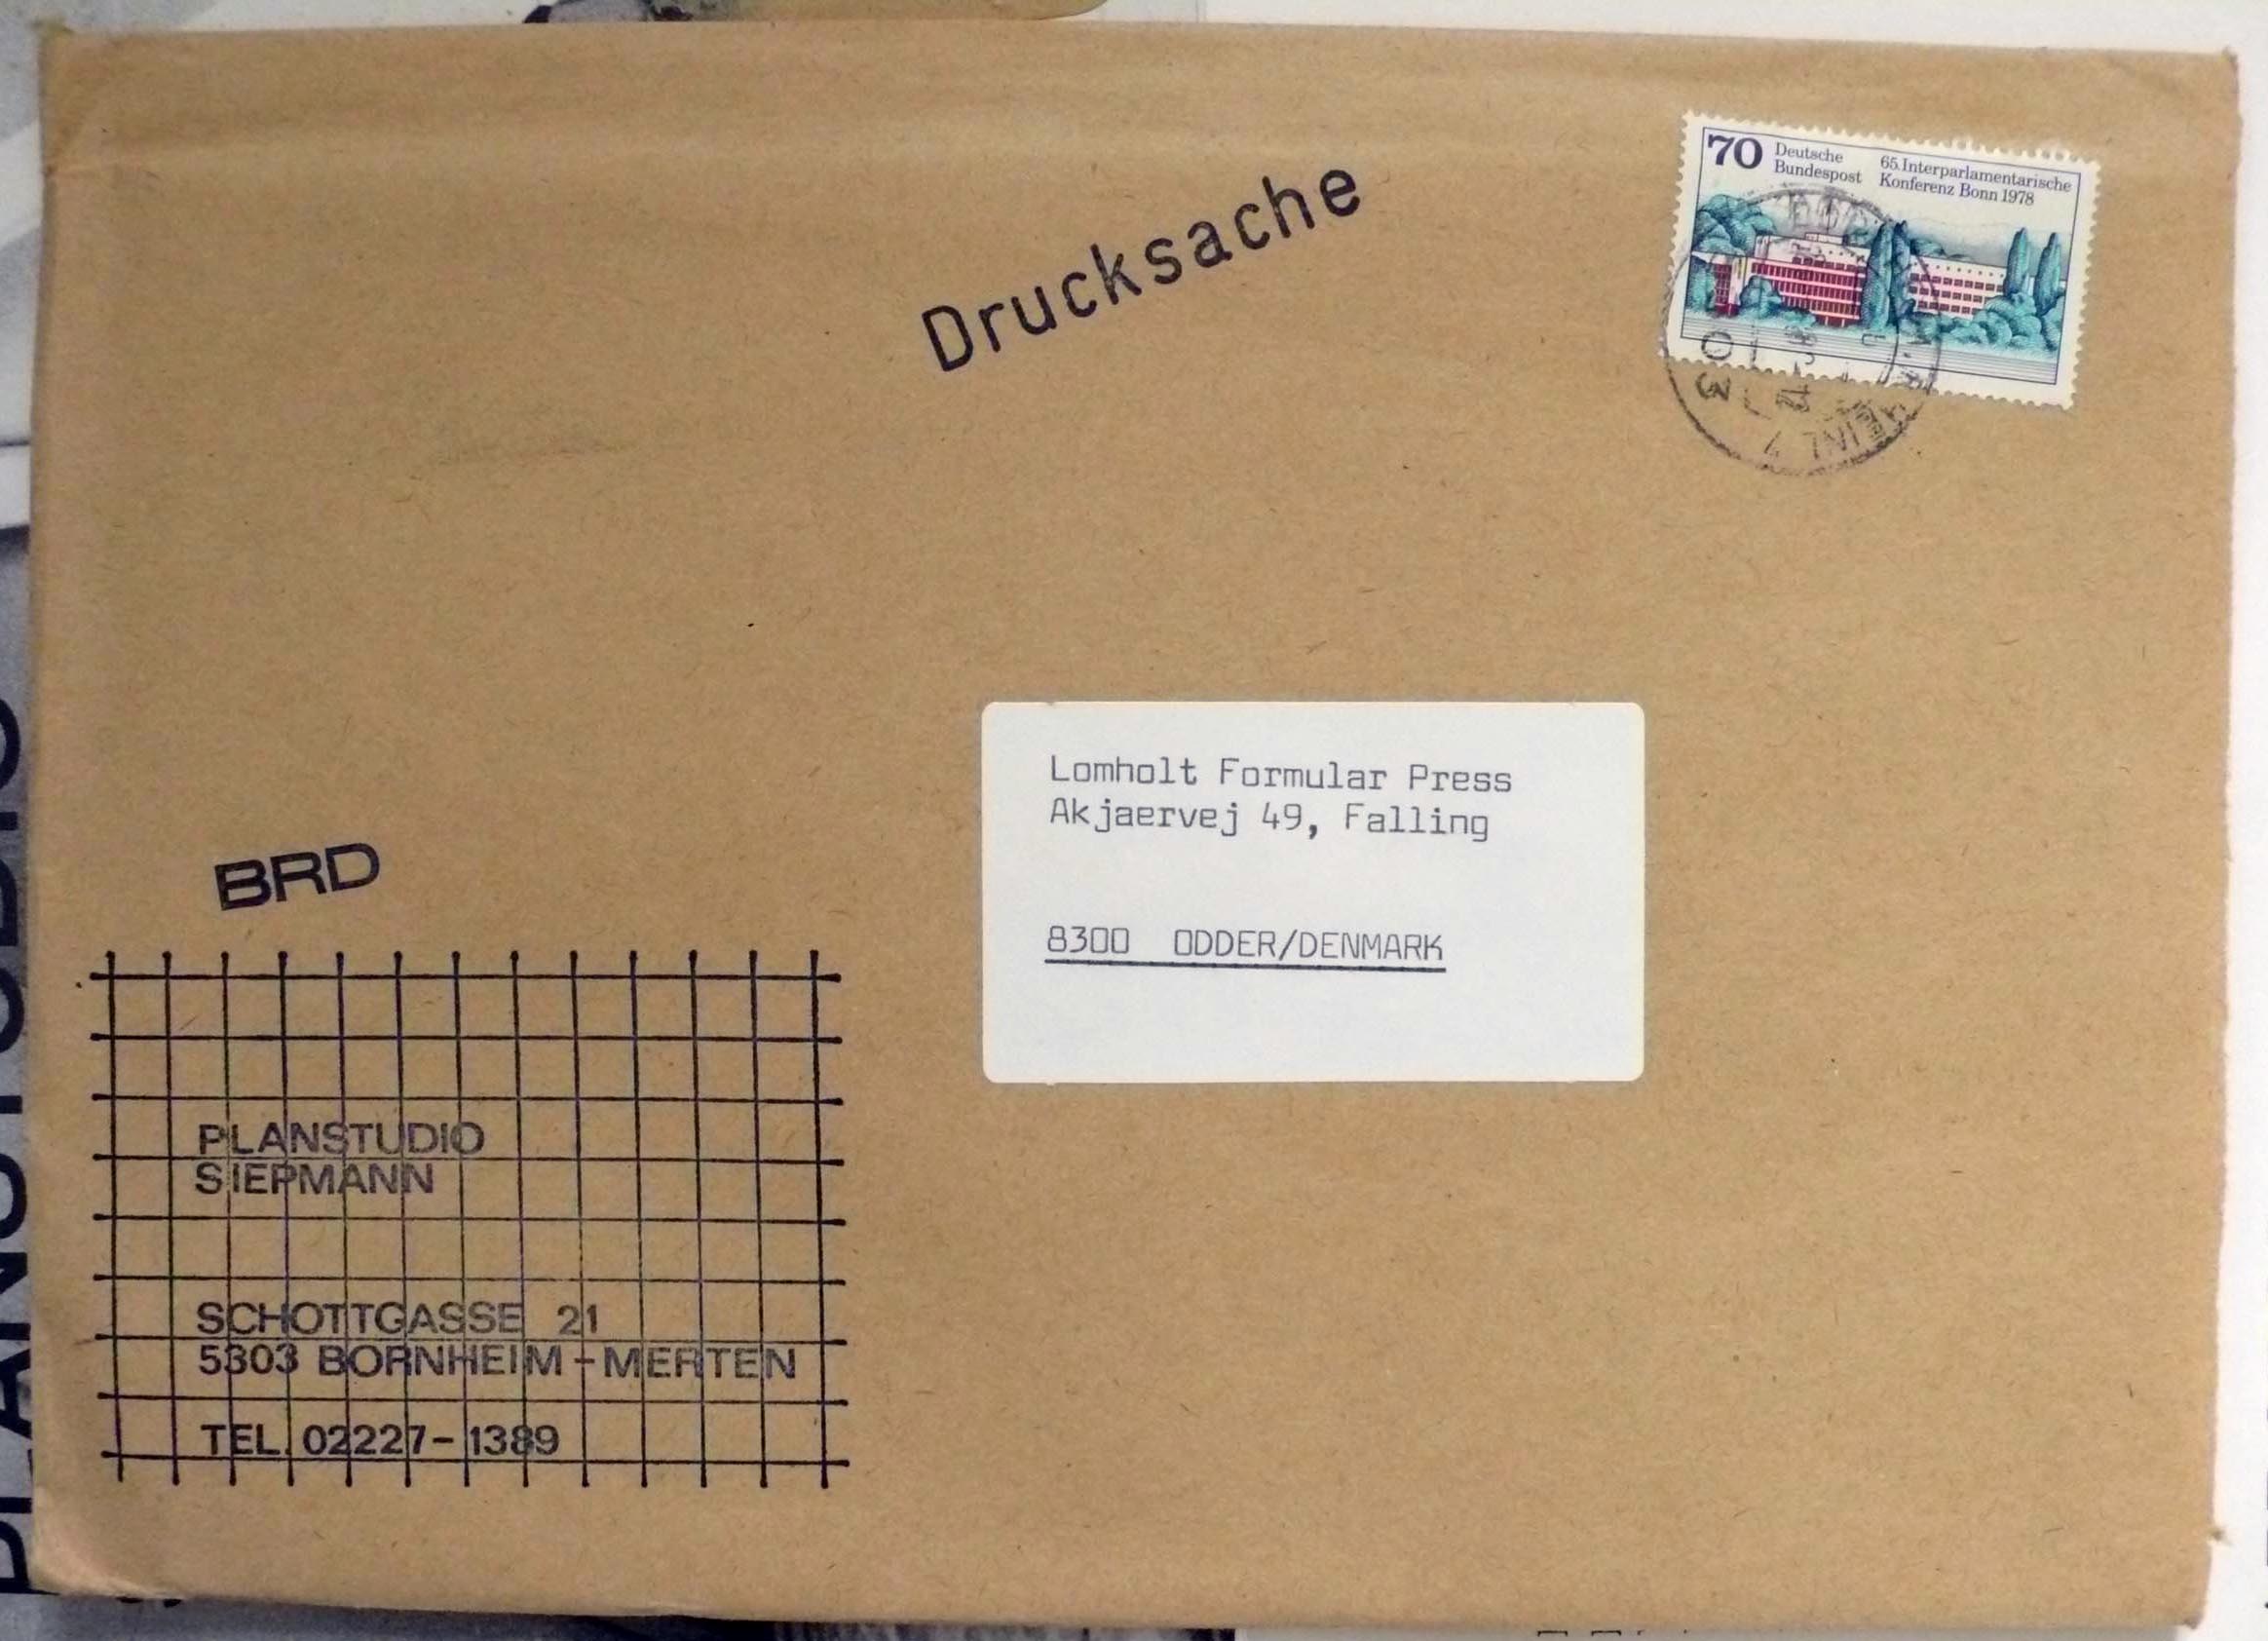 70 Deutsche Bundespost
65. Interparlamentarische
Konferenz Bonn 1978
Drucksache
Lomholt Formular Press
Akjaervej 49, Falling
8300 ODDER/DENMARK
BRD
PLANSTUDIO
SIEPMANN
SCHOTTGASSE 21
5303 BORNHEIM-MERTEN
TEL. 02227-1389